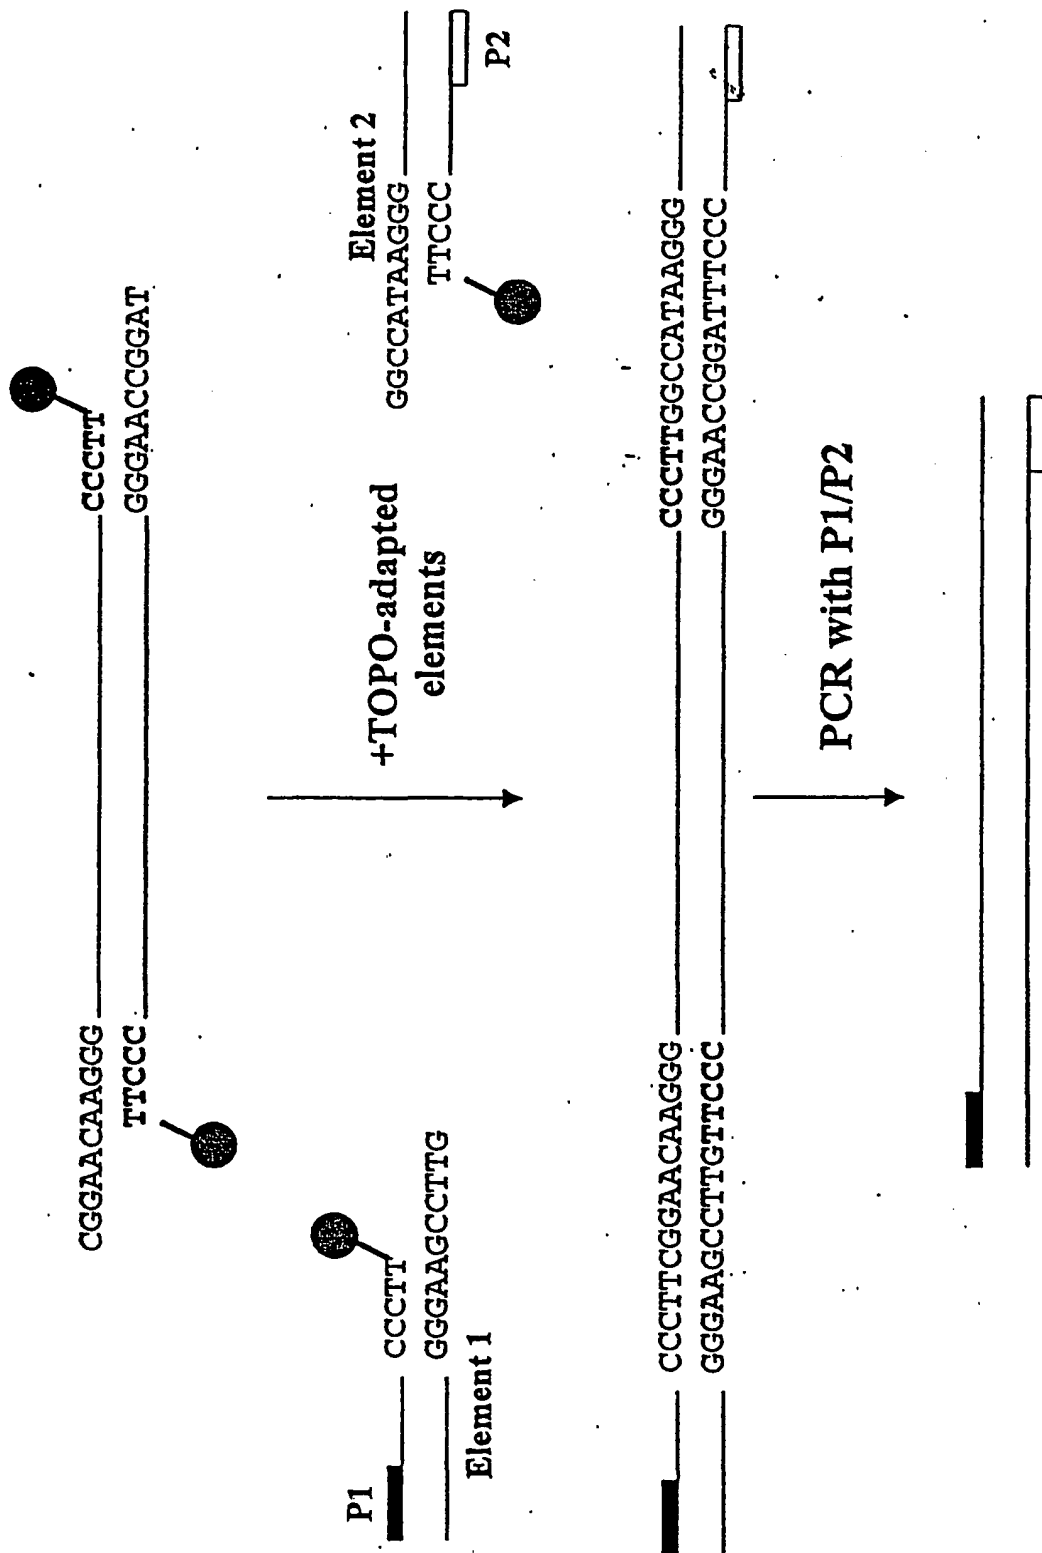 CGGAACAAGGG
CCCTT
TTCCC
GGGAACCGGAT
+TOPO-adapted
elements
P1
CCCTT
GGGAAGCCTTG
Element 1
Element 2
GGCCATAAGGG
TTCCC
P2
CCCTTCGGAACAAGGG
CCCTTGGCCATAAGGG
GGGAAGCCTTGTTCCC
GGGAACCGGATTTCCC
PCR with P1/P2